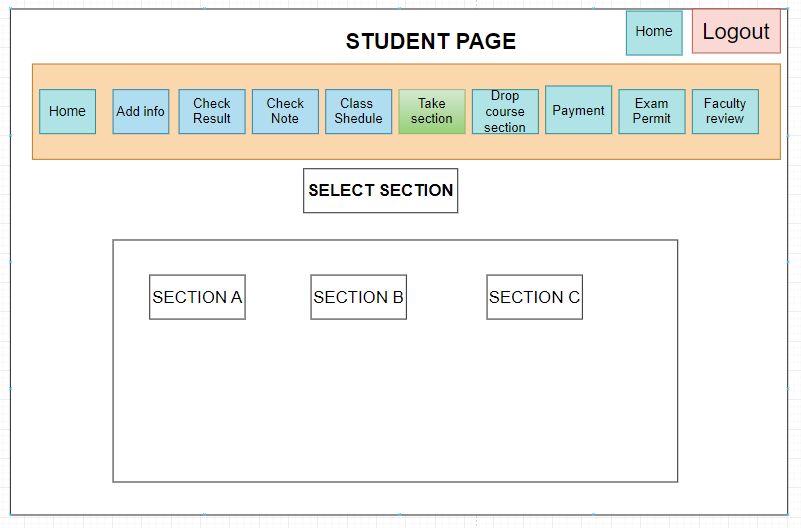 STUDENT PAGE
Home
Logout
Home
Add info
Check
Result
Check
Note
Class
Shedule
Take
section
Drop
course
section
Payment
Exam
Permit
Faculty
review
SELECT SECTION
SECTION A
SECTION B
SECTION C